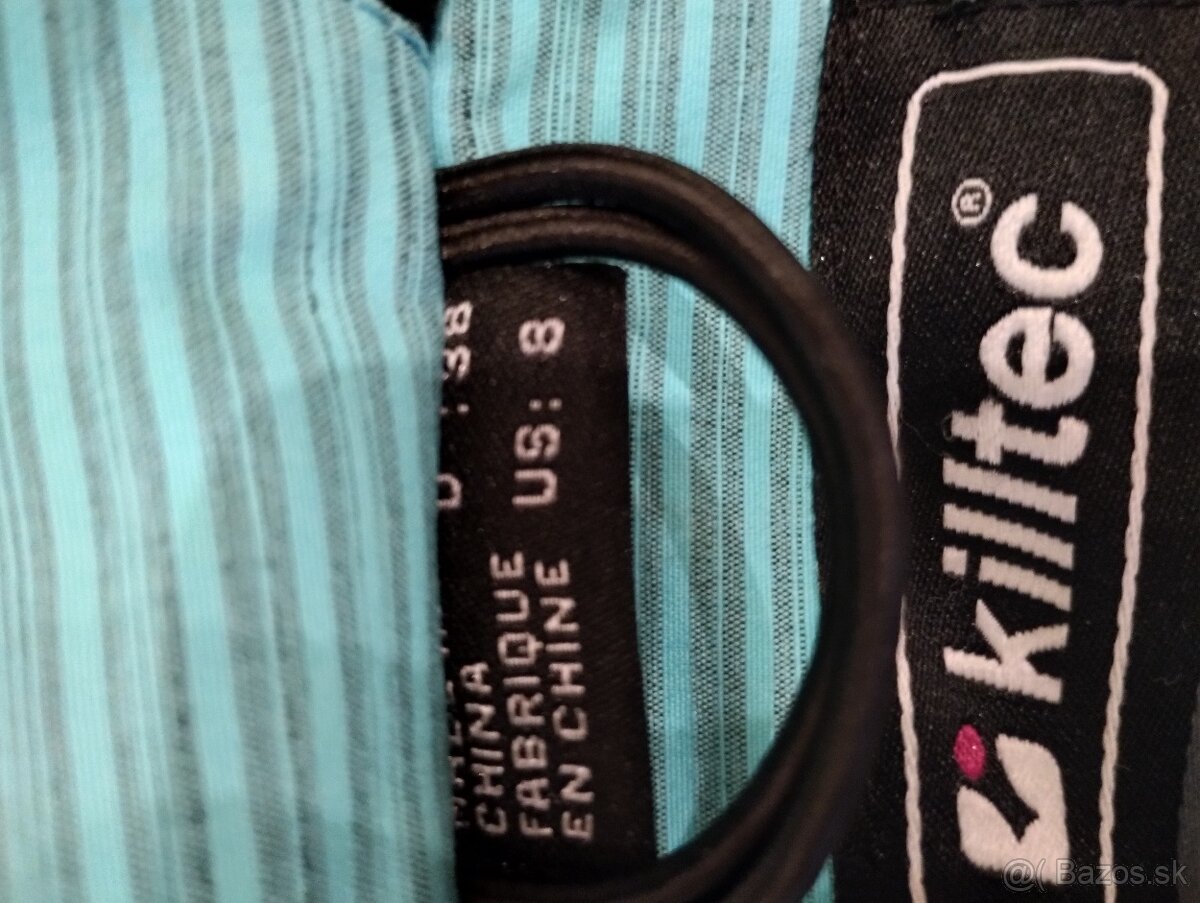 D :38
US: 8
CHINA
FABRIQUE
EN CHINE
killtec®
@( Bazos.sk